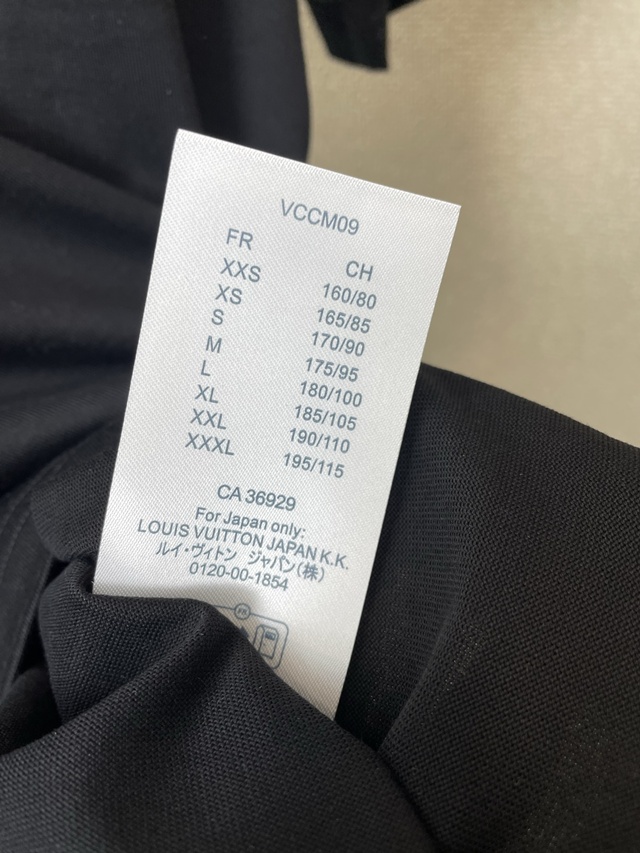 VCCM09
FR CH
XXS 160/80
XS 165/85
S 170/90
M 175/95
L 180/100
XL 185/105
XXL 190/110
XXXL 195/115
CA 36929
For Japan only:
LOUIS VUITTON JAPAN K.K.
ルイ・ヴィトン ジャパン(株)
0120-00-1854
FR